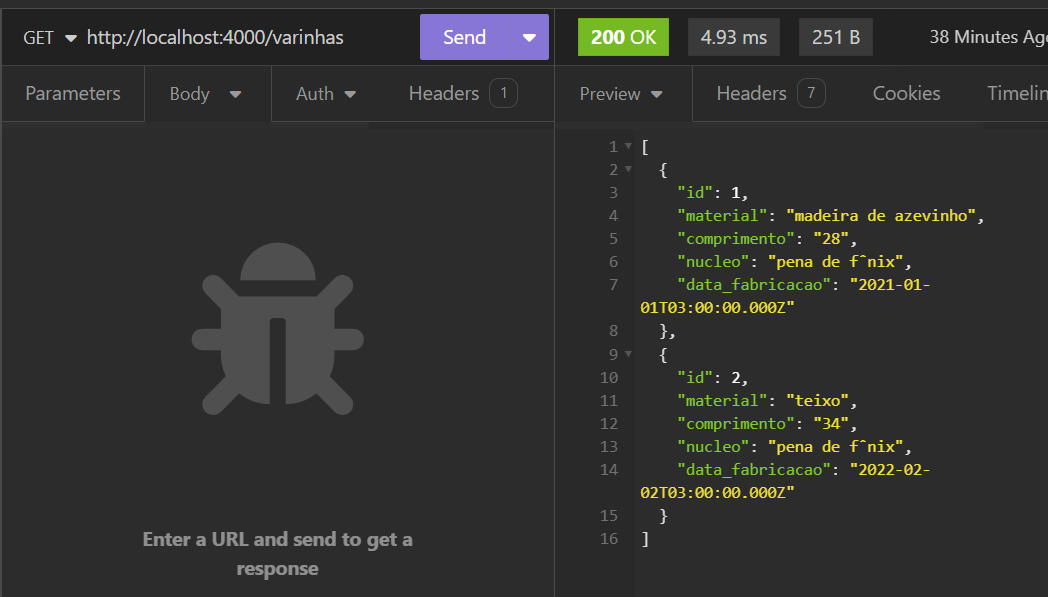 GET http://localhost:4000/varinhas Send
200 OK 4.93 ms 251 B 38 Minutes Ago
Parameters Body Auth Headers 1
Preview Headers 7 Cookies Timelin
Enter a URL and send to get a
response
1 [
2 {
3 "id": 1,
4 "material": "madeira de azevinho",
5 "comprimento": "28",
6 "nucleo": "pena de fˆnix",
7 "data_fabricacao": "2021-01-
01T03:00:00.000Z"
8 },
9 {
10 "id": 2,
11 "material": "teixo",
12 "comprimento": "34",
13 "nucleo": "pena de fˆnix",
14 "data_fabricacao": "2022-02-
02T03:00:00.000Z"
15 }
16 ]